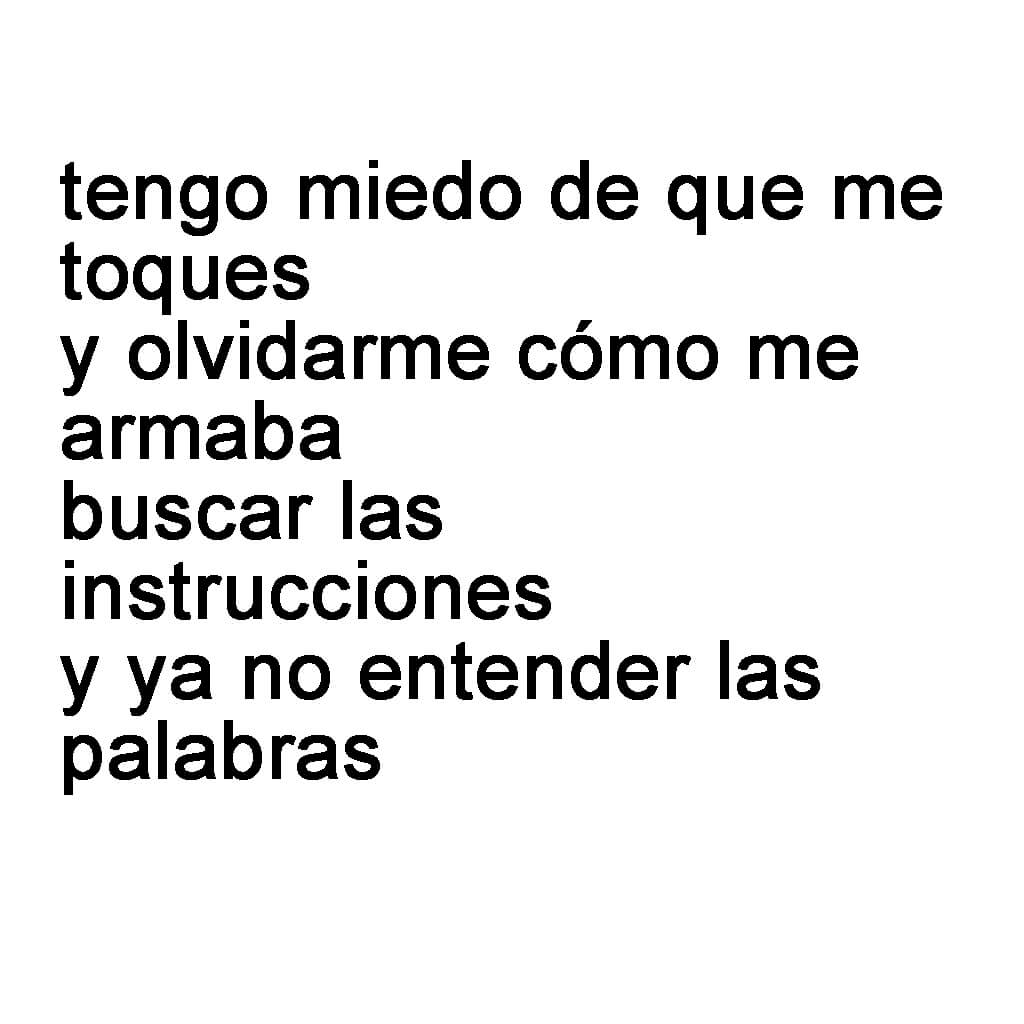 tengo miedo de que me
toques
y olvidarme cómo me
armaba
buscar las
instrucciones
y ya no entender las
palabras